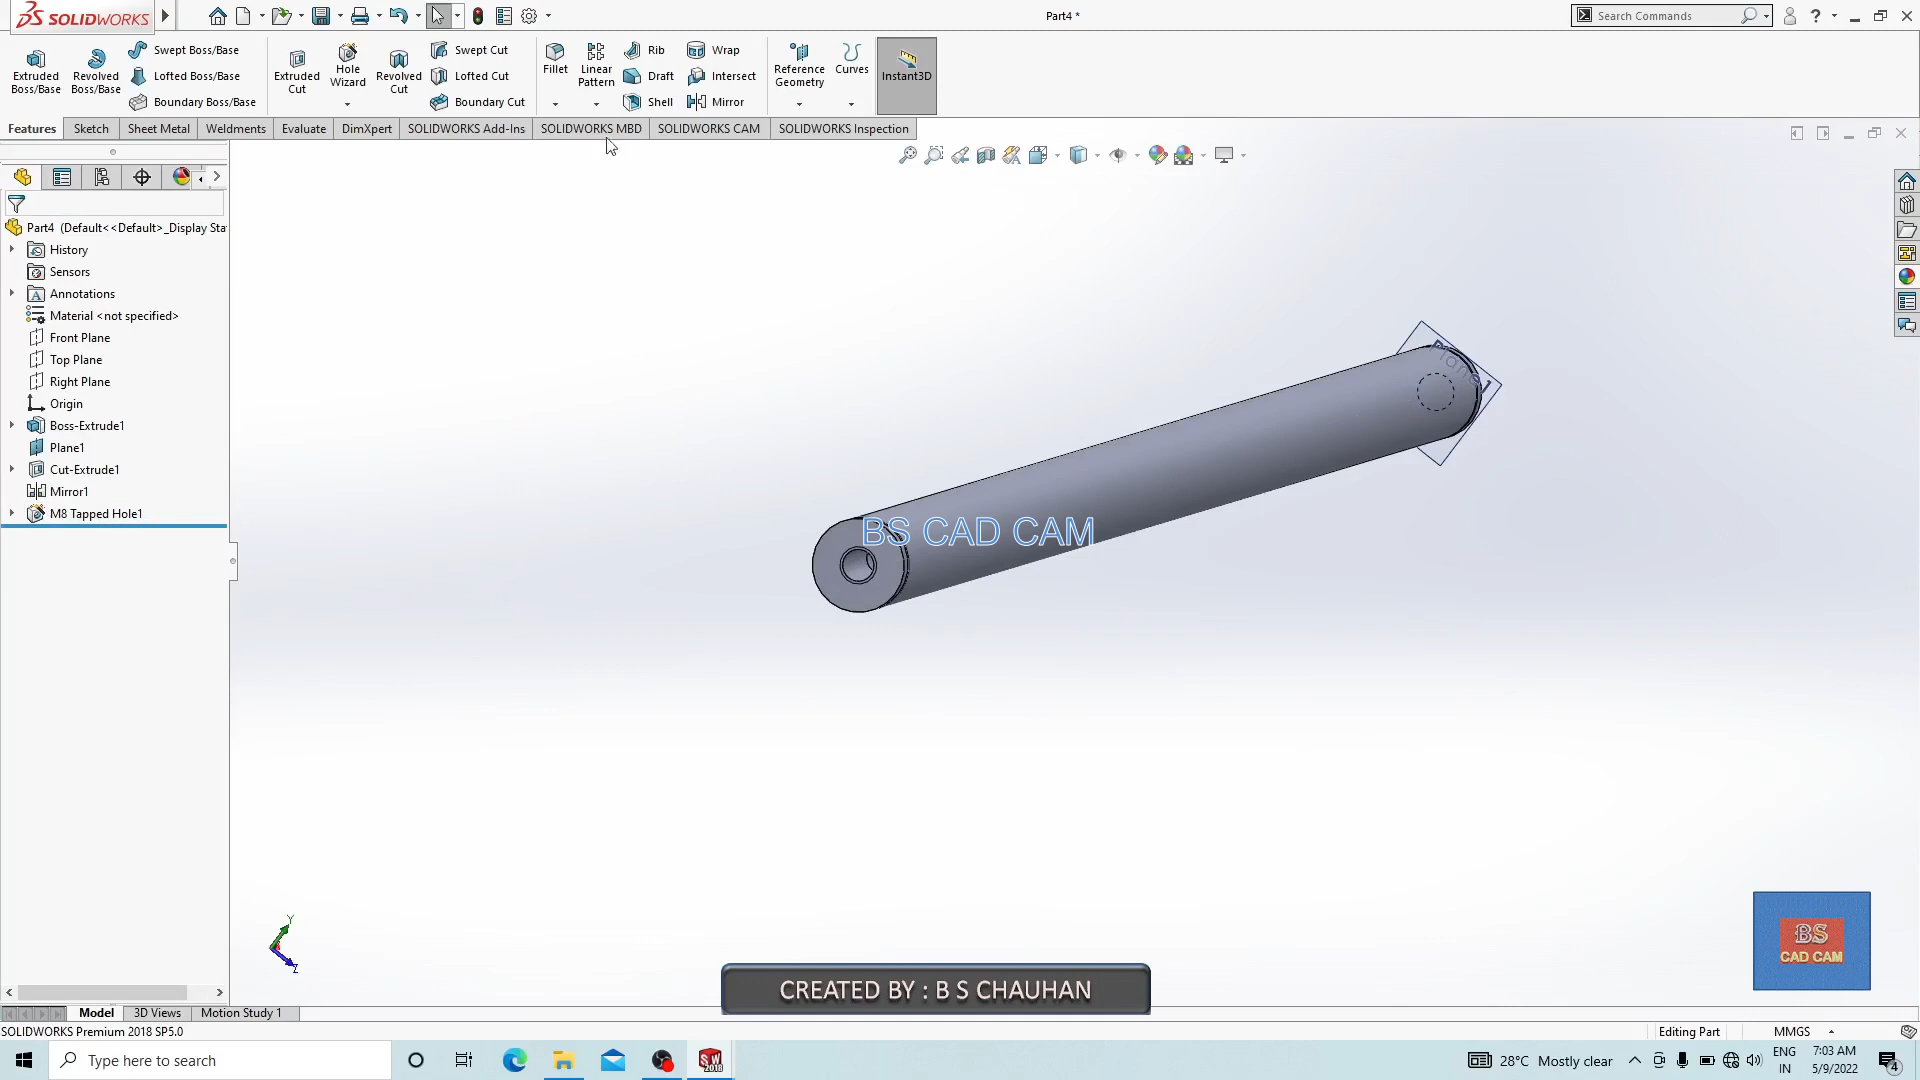 SOLIDWORKS
Part4 *
Search Commands
Extruded Boss/Base
Revolved Boss/Base
Swept Boss/Base
Lofted Boss/Base
Boundary Boss/Base
Extruded Cut
Hole Wizard
Revolved Cut
Swept Cut
Lofted Cut
Boundary Cut
Fillet
Linear Pattern
Rib
Draft
Shell
Wrap
Intersect
Mirror
Reference Geometry
Curves
Instant3D
Features
Sketch
Sheet Metal
Weldments
Evaluate
DimXpert
SOLIDWORKS Add-Ins
SOLIDWORKS MBD
SOLIDWORKS CAM
SOLIDWORKS Inspection
Part4 (Default<<Default>_Display Sta
History
Sensors
Annotations
Material <not specified>
Front Plane
Top Plane
Right Plane
Origin
Boss-Extrude1
Plane1
Cut-Extrude1
Mirror1
M8 Tapped Hole1
Plane1
BS CAD CAM
Y
Z
BS
CAD CAM
CREATED BY : B S CHAUHAN
Model
3D Views
Motion Study 1
SOLIDWORKS Premium 2018 SP5.0
Editing Part
MMGS
Type here to search
SW
2018
28°C Mostly clear
ENG
IN
7:03 AM
5/9/2022
4